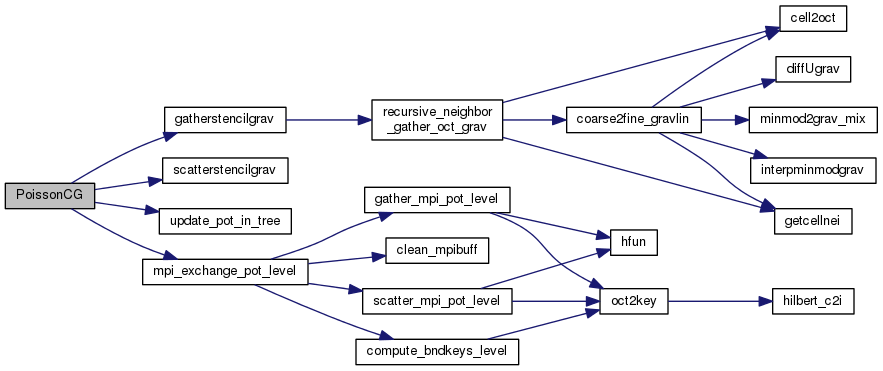 cell2oct
diffUgrav
gatherstencilgrav
recursive_neighbor
_gather_oct_grav
coarse2fine_gravlin
minmod2grav_mix
scatterstencilgrav
interpminmodgrav
PoissonCG
update_pot_in_tree
gather_mpi_pot_level
getcellnei
clean_mpibuff
hfun
mpi_exchange_pot_level
scatter_mpi_pot_level
oct2key
hilbert_c2i
compute_bndkeys_level